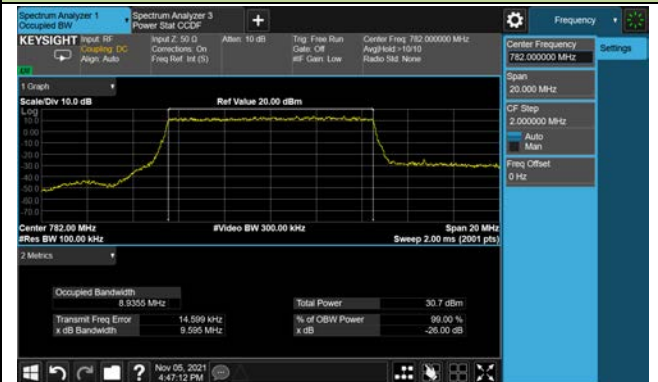 Spectrum Analyzer 1
Occupied BW
Spectrum Analyzer 3
Power Stat CCDF
+
Frequency
KEYSIGHT
Input: RF
Coupling: DC
Align: Auto
Input Z: 50 Ω
Corrections: On
Freq Ref: Int (S)
Atten: 10 dB
Trig: Free Run
Gate: Off
#IF Gain: Low
Center Freq: 782.000000 MHz
Avg|Hold:>10/10
Radio Std: None
Center Frequency
782.000000 MHz
Settings
Span
20.000 MHz
CF Step
2.000000 MHz
Auto
Man
Freq Offset
0 Hz
1 Graph
Scale/Div 10.0 dB
Ref Value 20.00 dBm
Log
10.0
0.00
-10.0
-20.0
-30.0
-40.0
-50.0
-60.0
-70.0
Center 782.00 MHz
#Video BW 300.00 kHz
Span 20 MHz
#Res BW 100.00 kHz
Sweep 2.00 ms (2001 pts)
2 Metrics
Occupied Bandwidth
8.9355 MHz
Total Power
30.7 dBm
Transmit Freq Error
14.599 kHz
% of OBW Power
99.00 %
x dB Bandwidth
9.595 MHz
x dB
-26.00 dB
?
Nov 05, 2021
4:47:12 PM